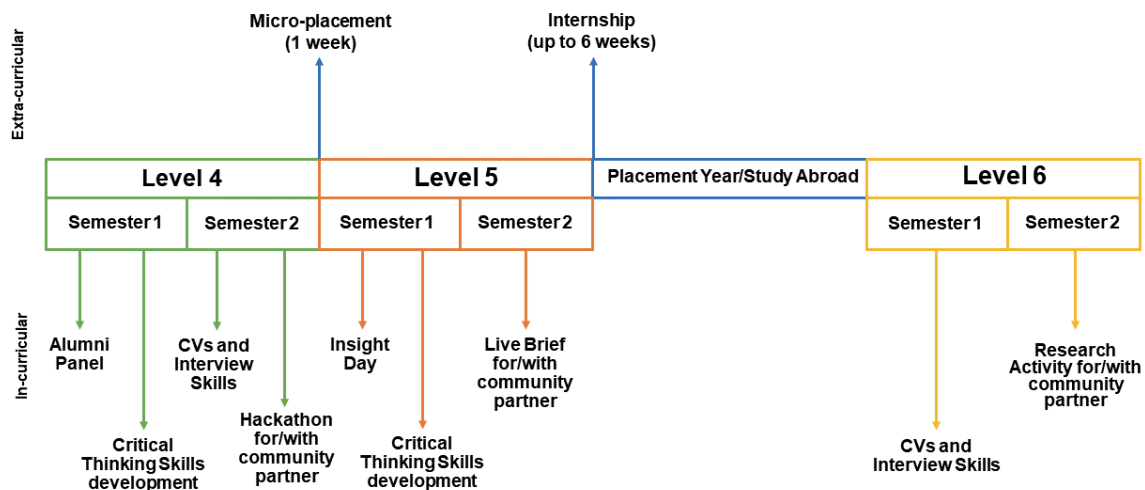 Extra-curricular
Micro-placement
(1 week)
Internship
(up to 6 weeks)
Level 4
Level 5
Placement Year/Study Abroad
Level 6
Semester 1
Semester 2
Semester 1
Semester 2
Semester 1
Semester 2
In-curricular
Alumni
Panel
Critical
Thinking Skills
development
CVs and
Interview
Skills
Hackathon
for/with
community
partner
Insight
Day
Critical
Thinking Skills
development
Live Brief
for/with
community
partner
CVs and
Interview Skills
Research
Activity for/with
community
partner